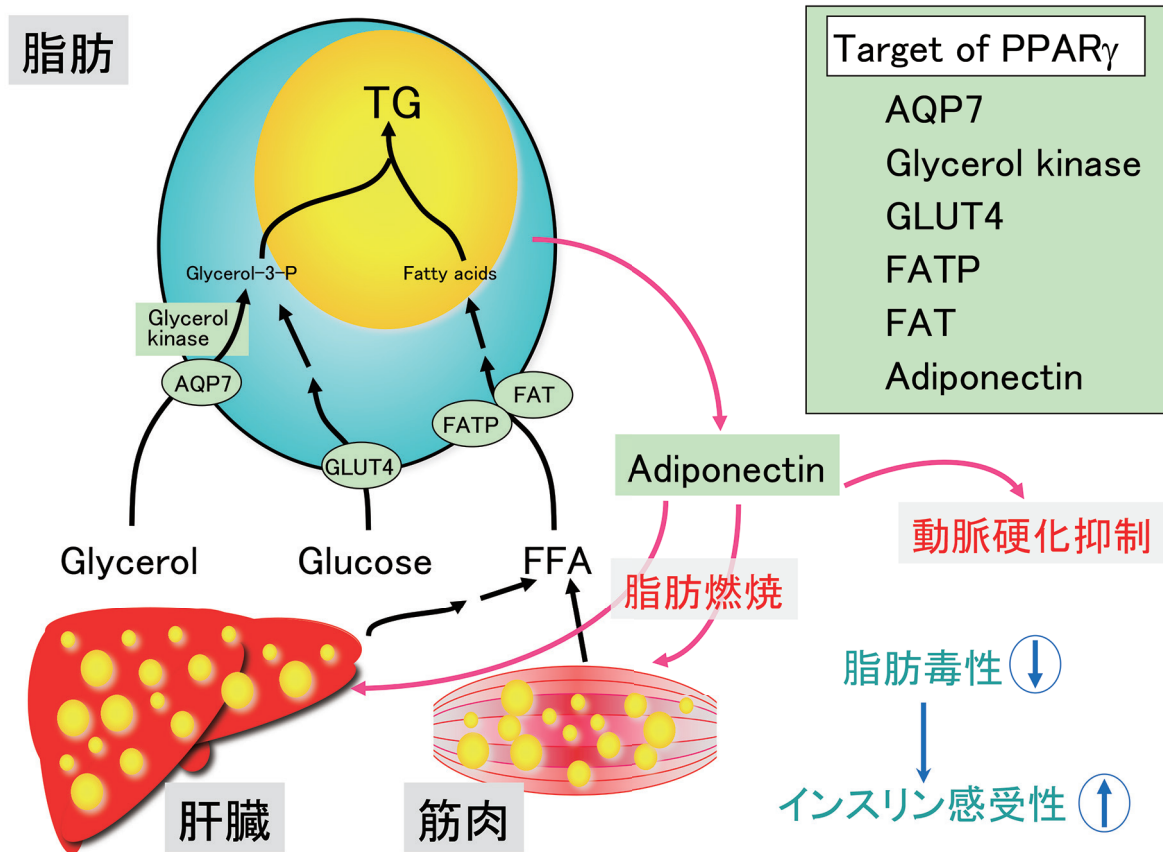 脂肪
TG
Glycerol-3-P
Fatty acids
Glycerol
kinase
AQP7
FAT
FATP
GLUT4
Glycerol
Glucose
FFA
肝臓
筋肉
Target of PPARγ
AQP7
Glycerol kinase
GLUT4
FATP
FAT
Adiponectin
Adiponectin
脂肪燃焼
動脈硬化抑制
脂肪毒性
インスリン感受性